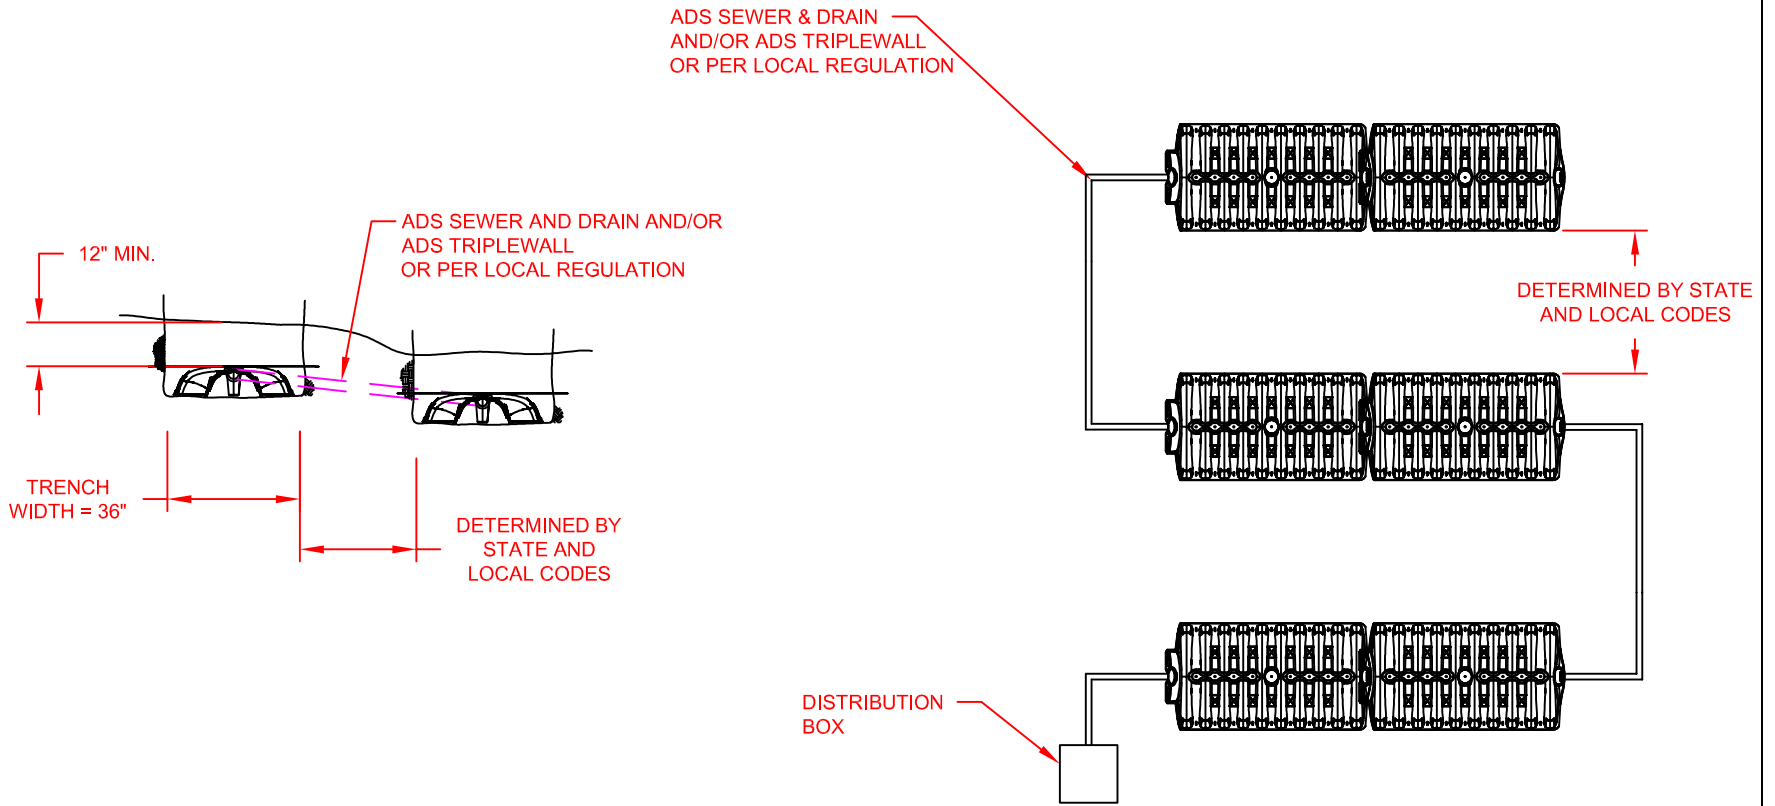 ADS SEWER & DRAIN
AND/OR ADS TRIPLEWALL
OR PER LOCAL REGULATION
ADS SEWER AND DRAIN AND/OR
ADS TRIPLEWALL
OR PER LOCAL REGULATION
12" MIN.
DETERMINED BY STATE
AND LOCAL CODES
TRENCH
WIDTH = 36"
DETERMINED BY
STATE AND
LOCAL CODES
DISTRIBUTION
BOX